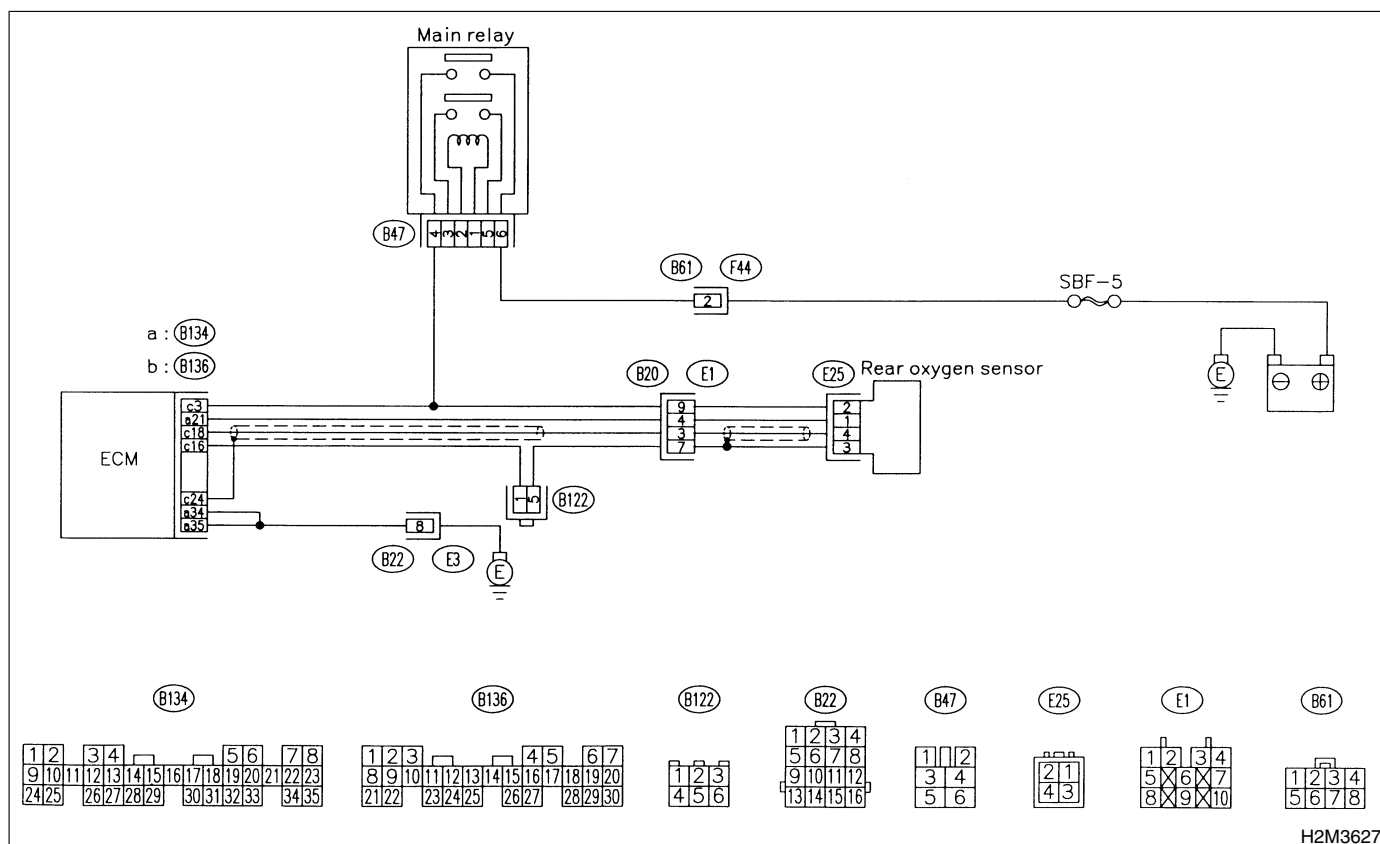 Main relay
B47
4 3 2 1 5 6
B61 F44
2
SBF-5
a : B134
b : B136
B20 E1
E25 Rear oxygen sensor
E
⊖ ⊕
ECM
c3
a21
c18
c16
c24
a34
a35
9
4
3
7
2
1
4
3
1 5
B122
8
B22 E3
E
B134
1 2 3 4 5 6 7 8
9 10 11 12 13 14 15 16 17 18 19 20 21 22 23
24 25 26 27 28 29 30 31 32 33 34 35
B136
1 2 3 4 5 6 7
8 9 10 11 12 13 14 15 16 17 18 19 20
21 22 23 24 25 26 27 28 29 30
B122
1 2 3
4 5 6
B22
1 2 3 4
5 6 7 8
9 10 11 12
13 14 15 16
B47
1 2
3 4
5 6
E25
2 1
4 3
E1
1 2 3 4
5 6 7
8 9 10
B61
1 2 3 4
5 6 7 8
H2M3627